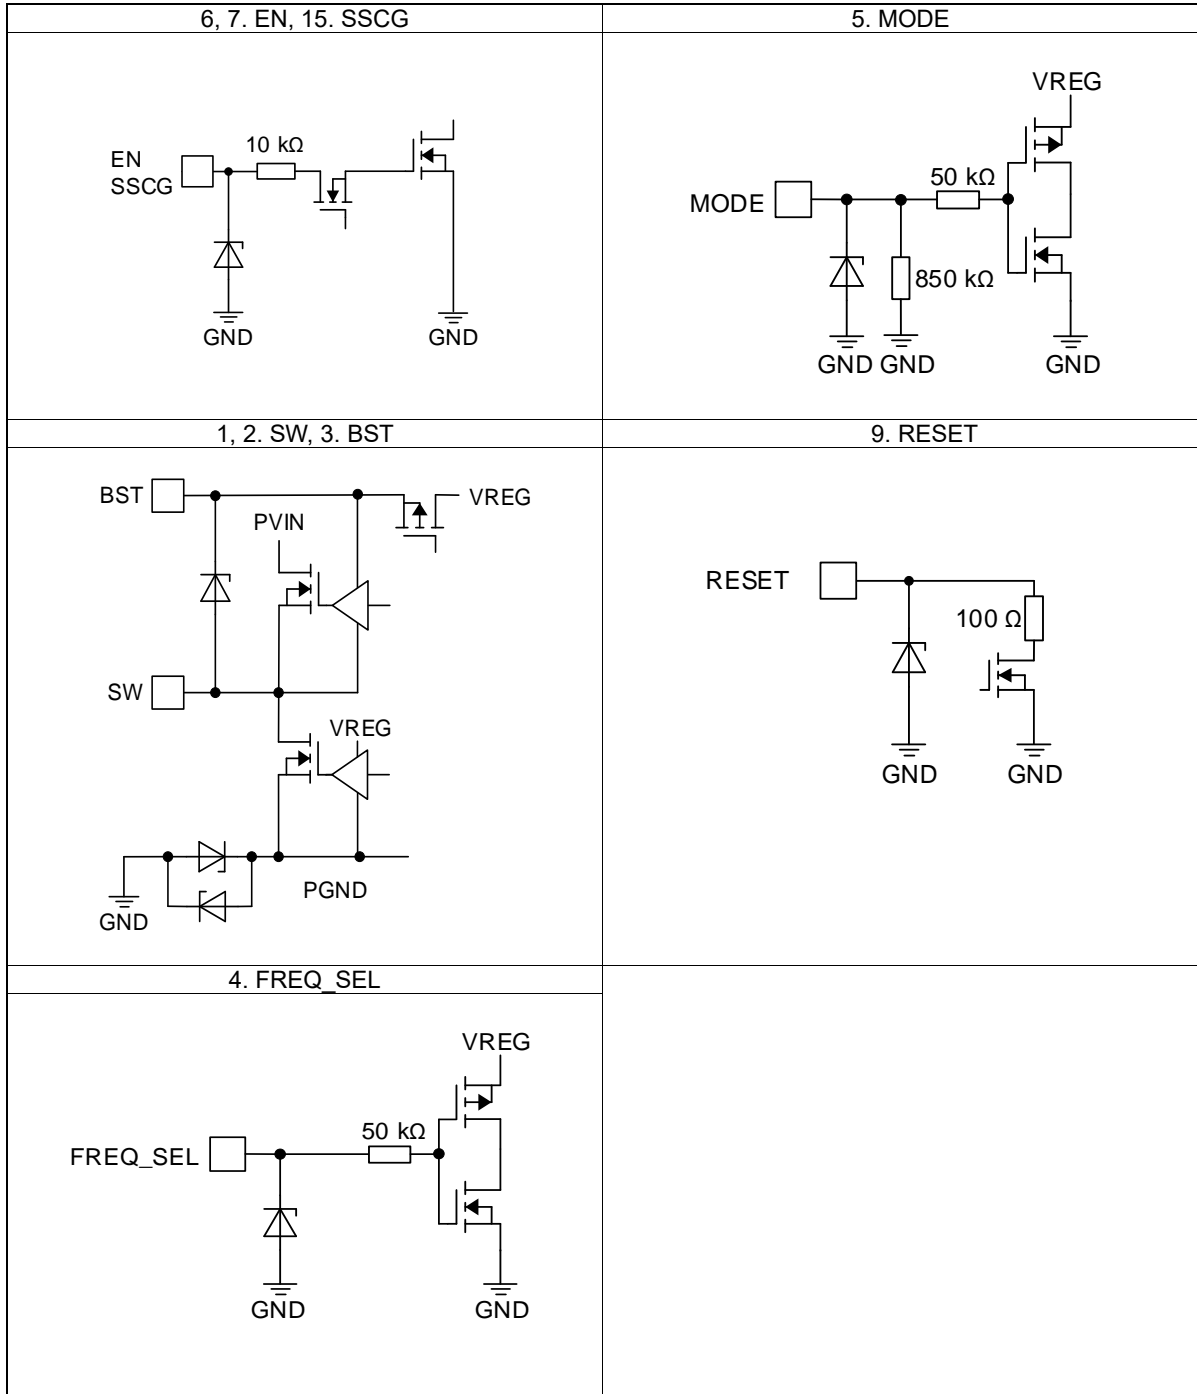 6, 7. EN, 15. SSCG
10 kΩ
EN
SSCG
GND
GND
5. MODE
VREG
50 kΩ
MODE
850 kΩ
GND GND
GND
1, 2. SW, 3. BST
BST
VREG
PVIN
SW
VREG
PGND
GND
9. RESET
RESET
100 Ω
GND
GND
4. FREQ_SEL
VREG
50 kΩ
FREQ_SEL
GND
GND